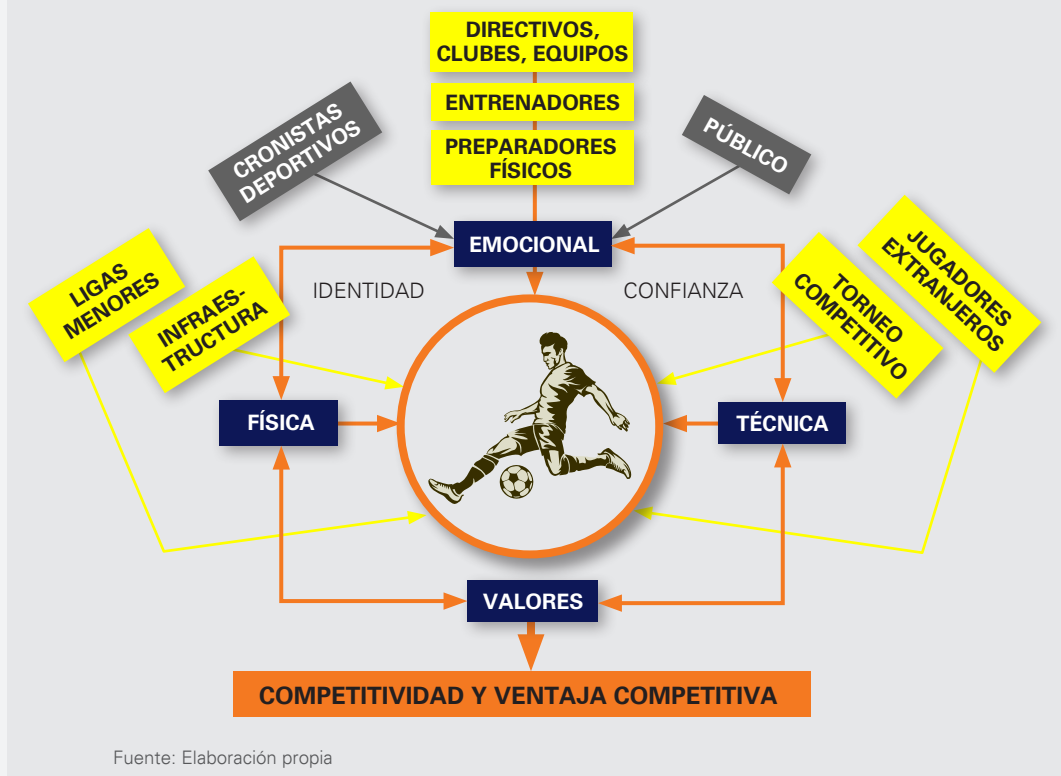 DIRECTIVOS,
CLUBES, EQUIPOS
ENTRENADORES
PREPARADORES
FÍSICOS
CRONISTAS
DEPORTIVOS
PÚBLICO
EMOCIONAL
LIGAS
MENORES
INFRAES-
TRUCTURA
IDENTIDAD
CONFIANZA
TORNEO
COMPETITIVO
JUGADORES
EXTRANJEROS
FÍSICA
TÉCNICA
VALORES
COMPETITIVIDAD Y VENTAJA COMPETITIVA
Fuente: Elaboración propia